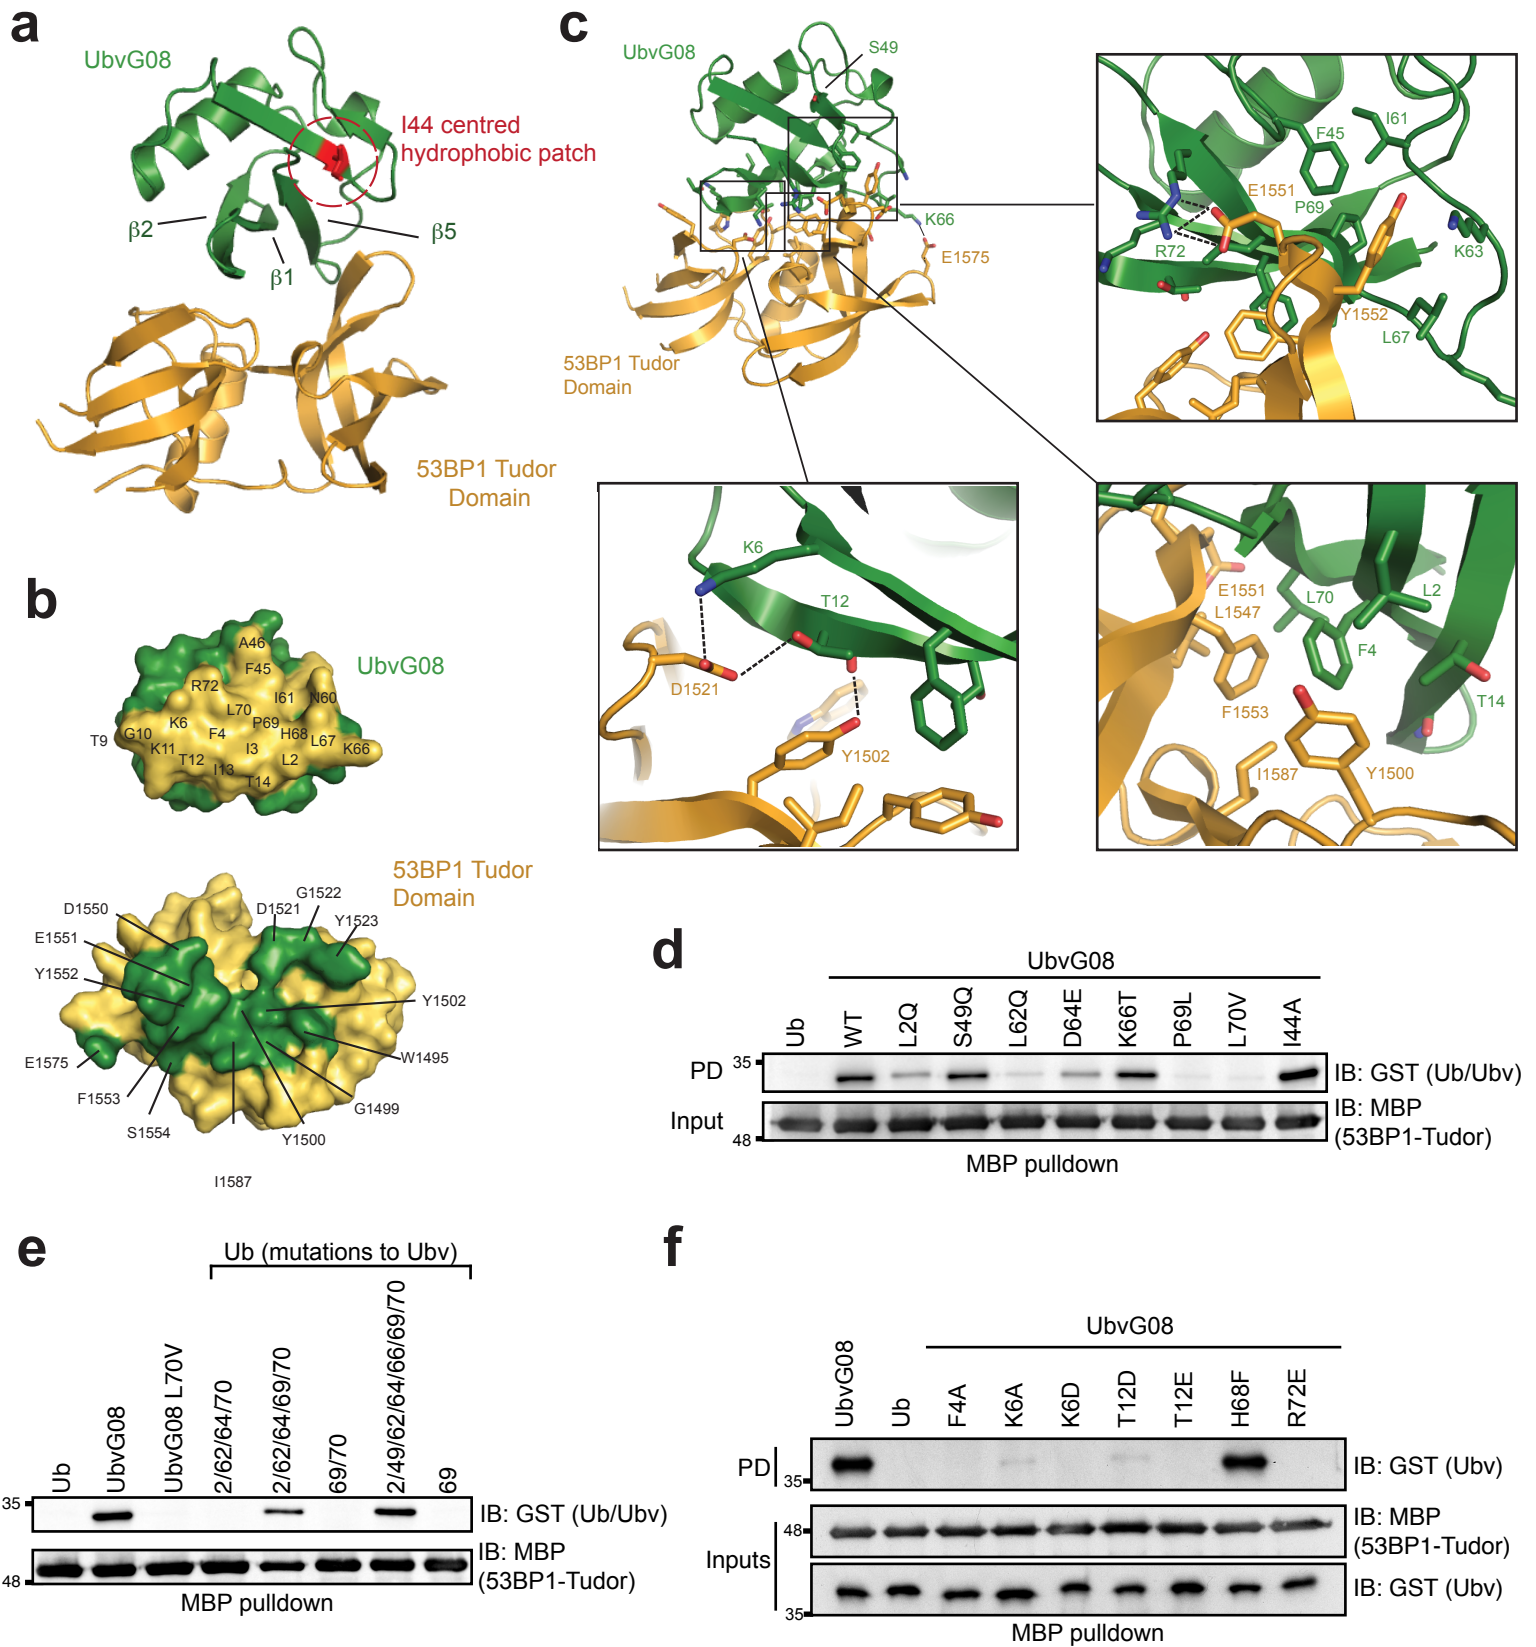 a
UbvG08
I44 centred
hydrophobic patch
β2
β1
β5
53BP1 Tudor
Domain
b
UbvG08
A46
F45
R72
I61
N60
L70
K6
P69
T9
G10
F4
H68
L67
K11
I3
K66
T12
L2
I13
T14
53BP1 Tudor
Domain
G1522
D1550
D1521
Y1523
E1551
Y1552
Y1502
E1575
W1495
F1553
G1499
S1554
Y1500
I1587
c
UbvG08
S49
K66
E1575
53BP1 Tudor
Domain
I61
F45
E1551
P69
R72
K63
Y1552
L67
K6
T12
D1521
Y1502
E1551
L70
L2
L1547
F4
F1553
T14
I1587
Y1500
d
UbvG08
Ub
WT
L2Q
S49Q
L62Q
D64E
K66T
P69L
L70V
I44A
PD
35
IB: GST (Ub/Ubv)
Input
48
IB: MBP
(53BP1-Tudor)
MBP pulldown
e
Ub (mutations to Ubv)
Ub
UbvG08
UbvG08 L70V
2/62/64/70
2/62/64/69/70
69/70
2/49/62/64/66/69/70
69
35
IB: GST (Ub/Ubv)
48
IB: MBP
(53BP1-Tudor)
MBP pulldown
f
UbvG08
UbvG08
Ub
F4A
K6A
K6D
T12D
T12E
H68F
R72E
PD
35
IB: GST (Ubv)
Inputs
48
IB: MBP
(53BP1-Tudor)
IB: GST (Ubv)
35
MBP pulldown